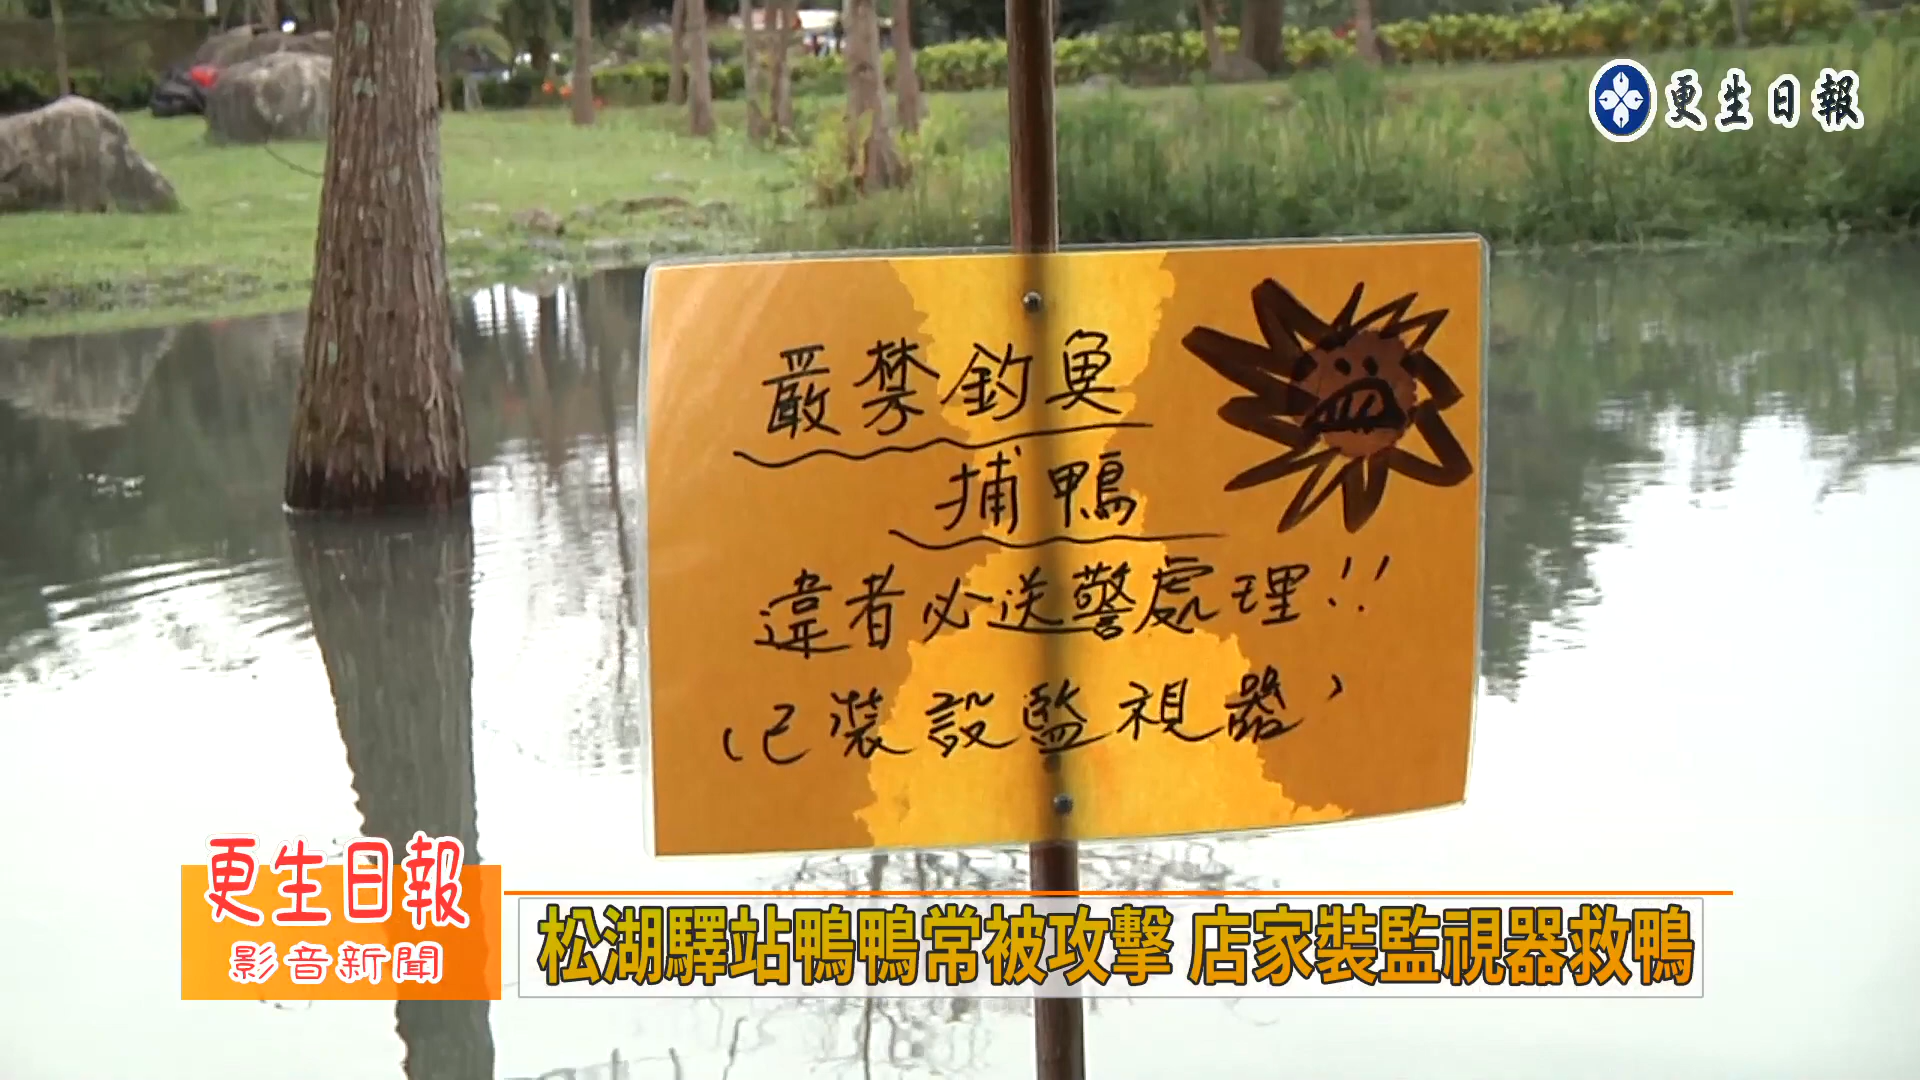 更生日報
嚴禁釣魚
捕鴨
違者必送警處理!!
(已裝設監視器)
更生日報
影音新聞
松湖驛站鴨鴨常被攻擊 店家裝監視器救鴨